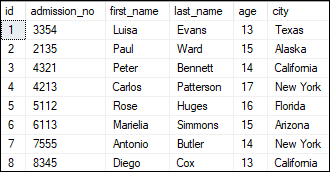 id admission_no first_name last_name age city
1 3354 Luisa Evans 13 Texas
2 2135 Paul Ward 15 Alaska
3 4321 Peter Bennett 14 California
4 4213 Carlos Patterson 17 New York
5 5112 Rose Huges 16 Florida
6 6113 Marielia Simmons 15 Arizona
7 7555 Antonio Butler 14 New York
8 8345 Diego Cox 13 California